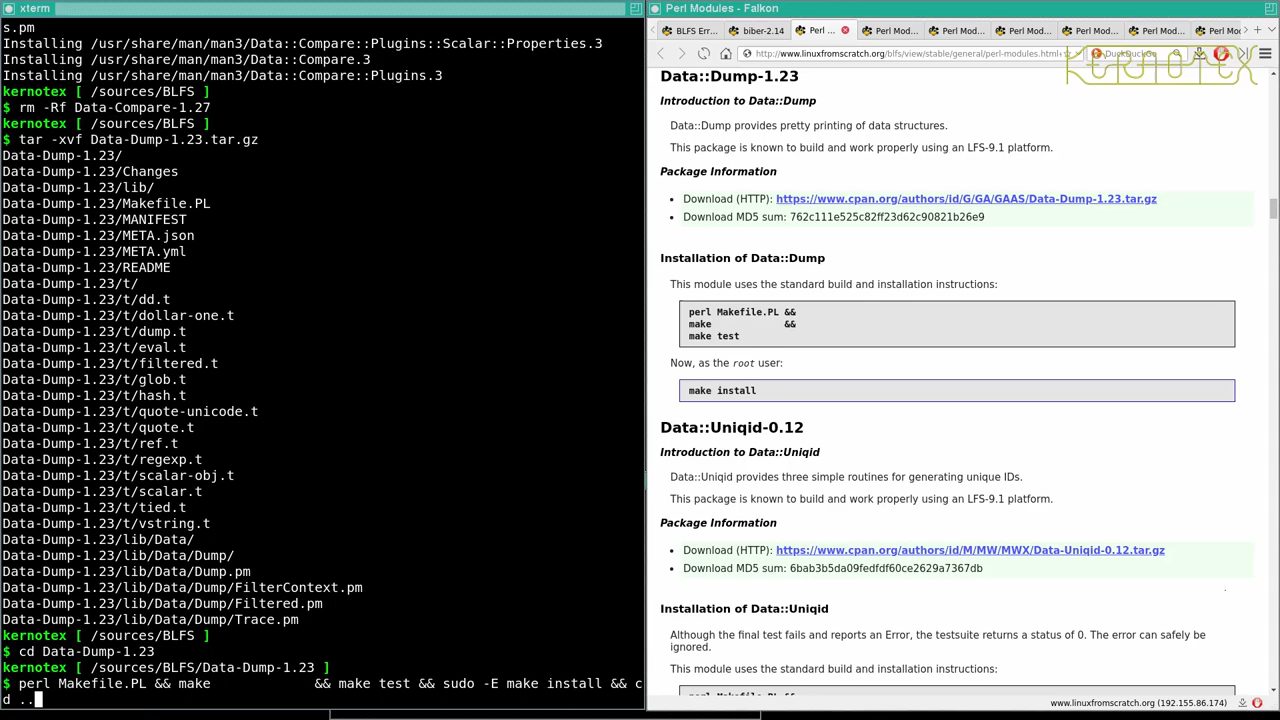 xterm
s.pm
Installing /usr/share/man/man3/Data::Compare::Plugins::Scalar::Properties.3
Installing /usr/share/man/man3/Data::Compare.3
Installing /usr/share/man/man3/Data::Compare::Plugins.3
kernotex [ /sources/BLFS ]
$ rm -Rf Data-Compare-1.27
kernotex [ /sources/BLFS ]
$ tar -xvf Data-Dump-1.23.tar.gz
Data-Dump-1.23/
Data-Dump-1.23/Changes
Data-Dump-1.23/lib/
Data-Dump-1.23/Makefile.PL
Data-Dump-1.23/MANIFEST
Data-Dump-1.23/META.json
Data-Dump-1.23/META.yml
Data-Dump-1.23/README
Data-Dump-1.23/t/
Data-Dump-1.23/t/dd.t
Data-Dump-1.23/t/dollar-one.t
Data-Dump-1.23/t/dump.t
Data-Dump-1.23/t/eval.t
Data-Dump-1.23/t/filtered.t
Data-Dump-1.23/t/glob.t
Data-Dump-1.23/t/hash.t
Data-Dump-1.23/t/quote-unicode.t
Data-Dump-1.23/t/quote.t
Data-Dump-1.23/t/ref.t
Data-Dump-1.23/t/regexp.t
Data-Dump-1.23/t/scalar-obj.t
Data-Dump-1.23/t/scalar.t
Data-Dump-1.23/t/tied.t
Data-Dump-1.23/t/vstring.t
Data-Dump-1.23/lib/Data/
Data-Dump-1.23/lib/Data/Dump/
Data-Dump-1.23/lib/Data/Dump.pm
Data-Dump-1.23/lib/Data/Dump/FilterContext.pm
Data-Dump-1.23/lib/Data/Dump/Filtered.pm
Data-Dump-1.23/lib/Data/Dump/Trace.pm
kernotex [ /sources/BLFS ]
$ cd Data-Dump-1.23
kernotex [ /sources/BLFS/Data-Dump-1.23 ]
$ perl Makefile.PL && make             && make test && sudo -E make install && c
d ..
Perl Modules - Falkon
BLFS Err... biber-2.14 Perl ... Perl Mod... Perl Mod... Perl Mod... Perl Mod... Perl Mod... Perl Mo
http://www.linuxfromscratch.org/blfs/view/stable/general/perl-modules.html DuckDuckGo
KERNOTEX
Data::Dump-1.23
Introduction to Data::Dump
Data::Dump provides pretty printing of data structures.
This package is known to build and work properly using an LFS-9.1 platform.
Package Information
• Download (HTTP): https://www.cpan.org/authors/id/G/GA/GAAS/Data-Dump-1.23.tar.gz
• Download MD5 sum: 762c111e525c82ff23d62c90821b26e9
Installation of Data::Dump
This module uses the standard build and installation instructions:
perl Makefile.PL &&
make             &&
make test
Now, as the root user:
make install
Data::Uniqid-0.12
Introduction to Data::Uniqid
Data::Uniqid provides three simple routines for generating unique IDs.
This package is known to build and work properly using an LFS-9.1 platform.
Package Information
• Download (HTTP): https://www.cpan.org/authors/id/M/MW/MWX/Data-Uniqid-0.12.tar.gz
• Download MD5 sum: 6bab3b5da09fedfdf60ce2629a7367db
Installation of Data::Uniqid
Although the final test fails and reports an Error, the testsuite returns a status of 0. The error can safely be
ignored.
This module uses the standard build and installation instructions:
perl Makefile.PL &&
www.linuxfromscratch.org (192.155.86.174)